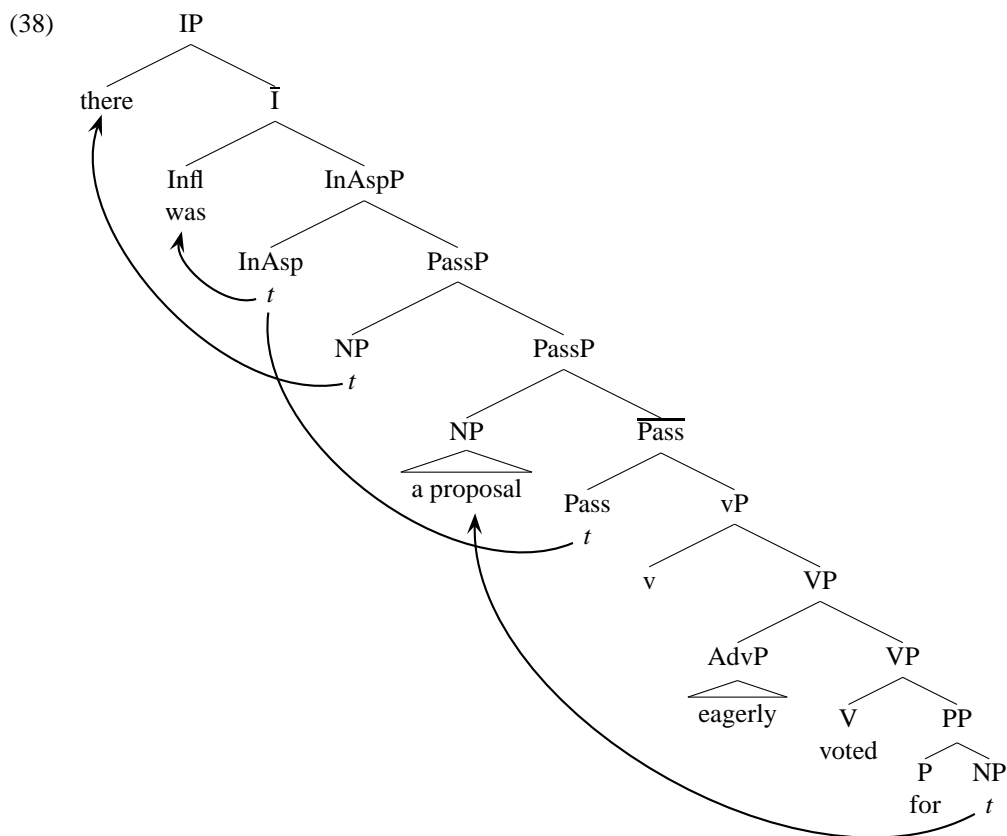 (38) IP
there Ī
Infl InAspP
was
InAsp PassP
t
NP PassP
t
NP P̅a̅s̅s̅
a proposal Pass vP
t
v VP
AdvP VP
eagerly V PP
voted
P NP
for t